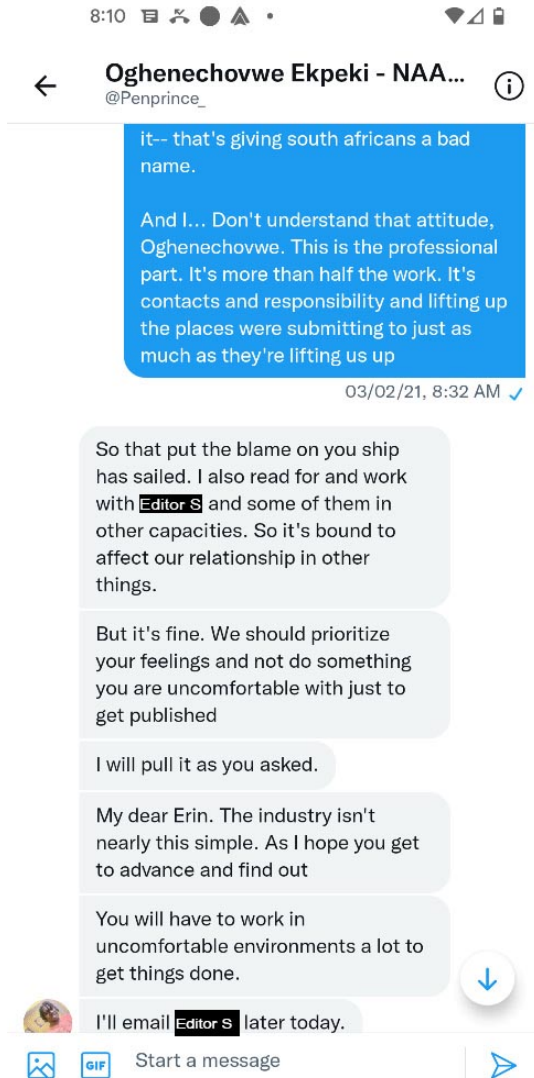 8:10
Oghenechovwe Ekpeki - NAA...
@Penprince_
it-- that's giving south africans a bad
name.
And I... Don't understand that attitude,
Oghenechovwe. This is the professional
part. It's more than half the work. It's
contacts and responsibility and lifting up
the places were submitting to just as
much as they're lifting us up
03/02/21, 8:32 AM
So that put the blame on you ship
has sailed. I also read for and work
with Editor S and some of them in
other capacities. So it's bound to
affect our relationship in other
things.
But it's fine. We should prioritize
your feelings and not do something
you are uncomfortable with just to
get published
I will pull it as you asked.
My dear Erin. The industry isn't
nearly this simple. As I hope you get
to advance and find out
You will have to work in
uncomfortable environments a lot to
get things done.
I'll email Editor S later today.
GIF Start a message